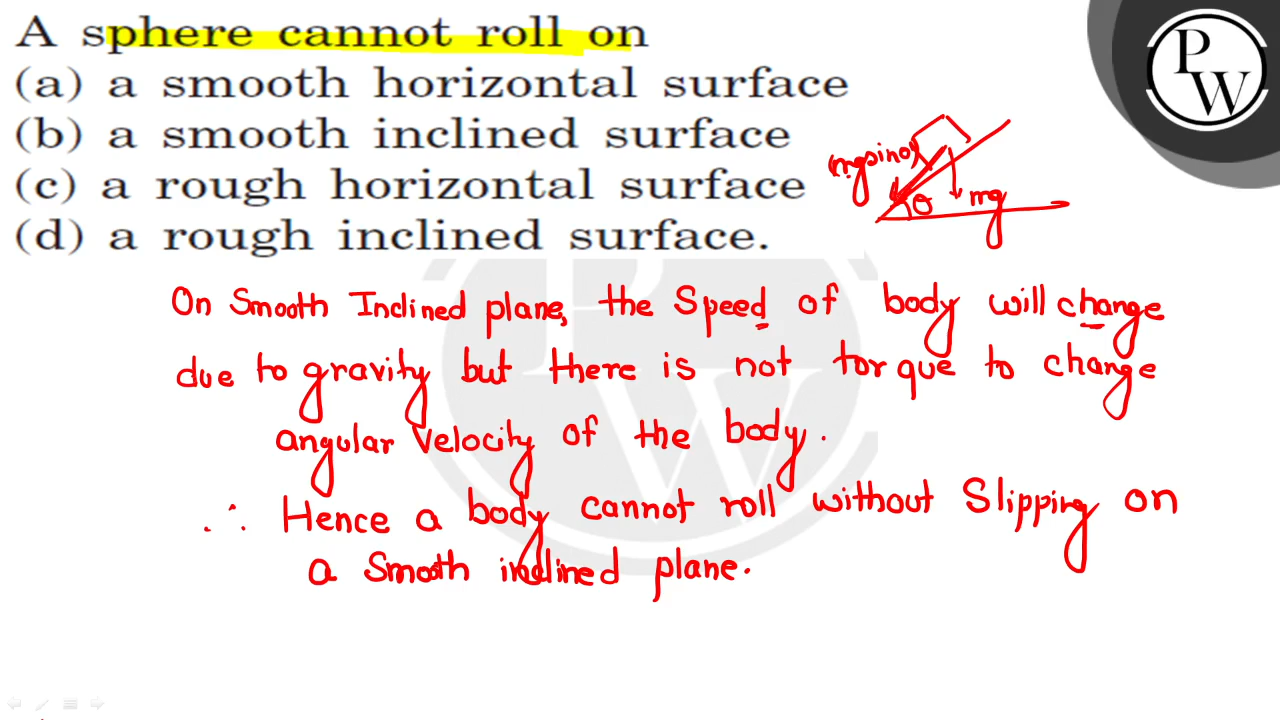 A sphere cannot roll on
(a) a smooth horizontal surface
(b) a smooth inclined surface
(c) a rough horizontal surface
(d) a rough inclined surface.
P
W
(mgsinθ)
θ
mg
On Smooth Inclined plane, the Speed of body will change
due to gravity but there is not torque to change
angular velocity of the body.
∴ Hence a body cannot roll without Slipping on
a Smooth inclined plane.
P
W